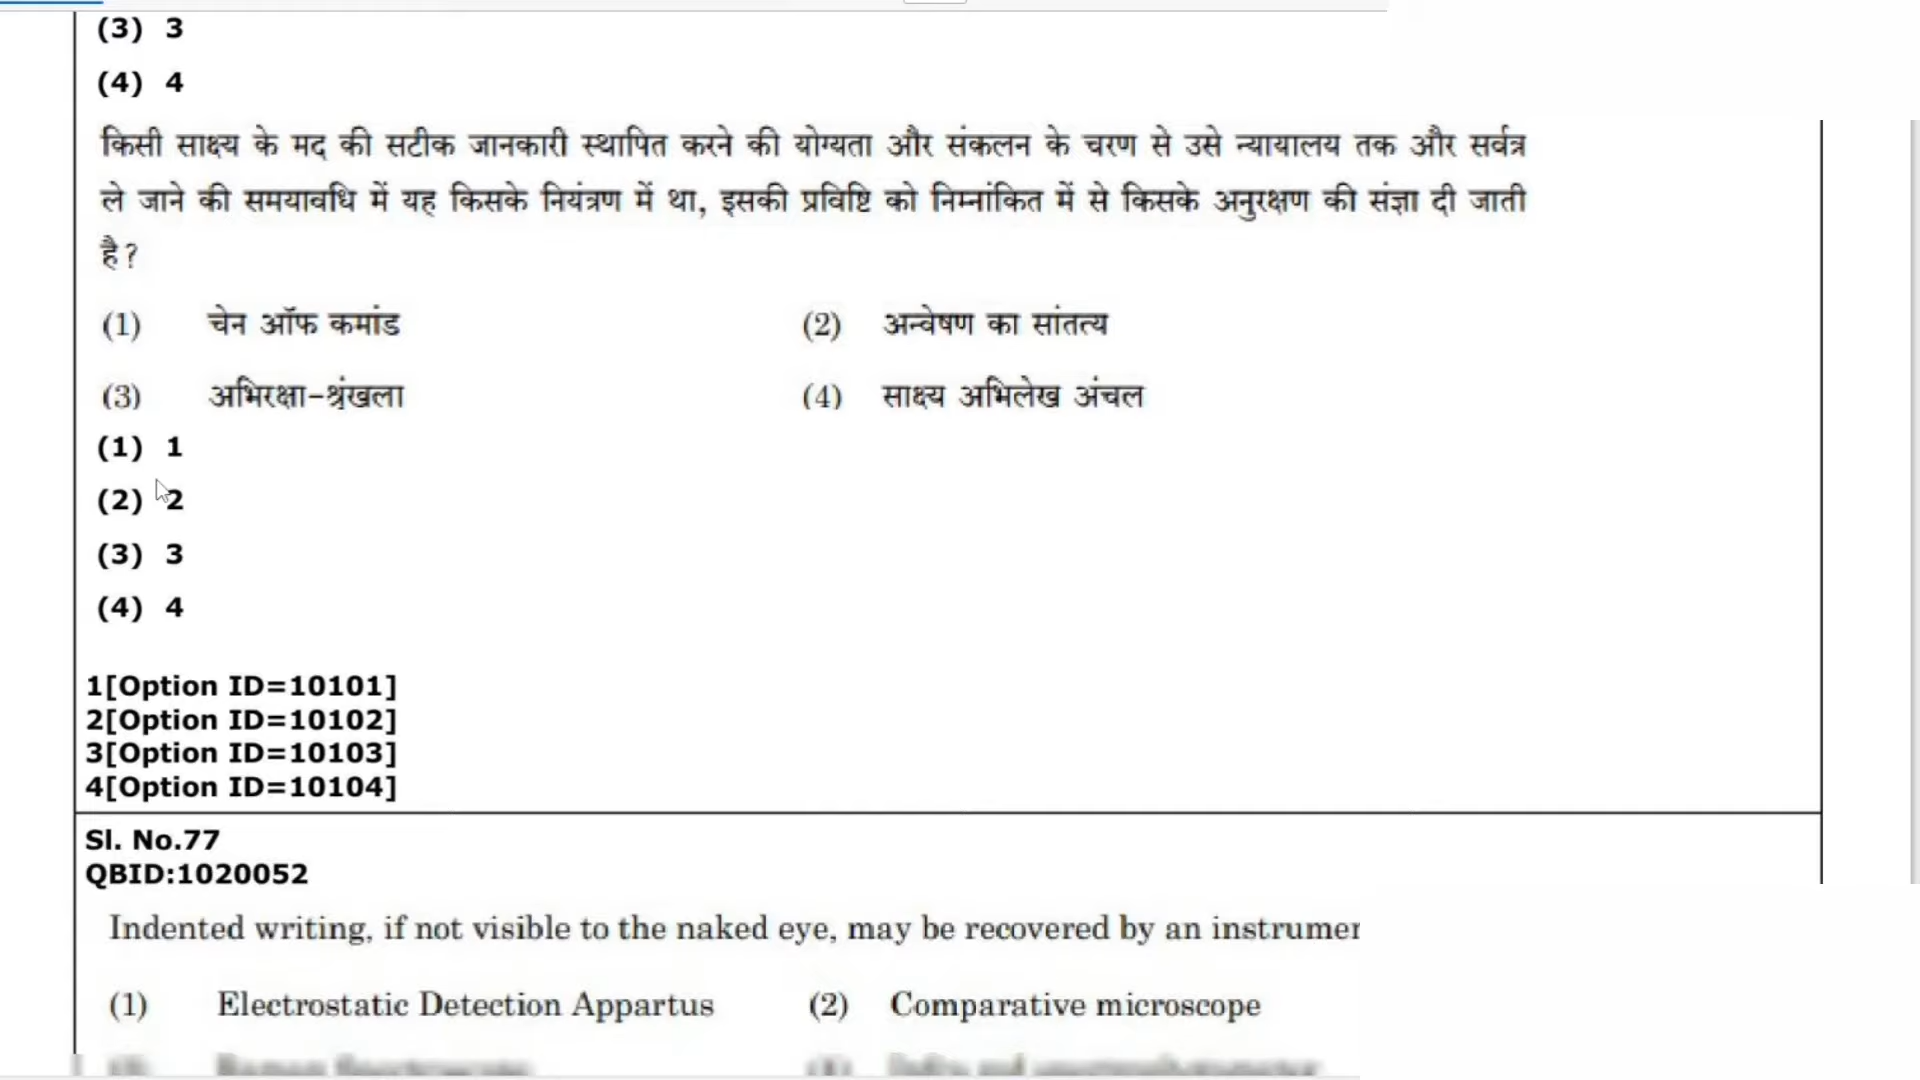 (3) 3
(4) 4
किसी साक्ष्य के मद की सटीक जानकारी स्थापित करने की योग्यता और संकलन के चरण से उसे न्यायालय तक और सर्वत्र
ले जाने की समयावधि में यह किसके नियंत्रण में था, इसकी प्रविष्टि को निम्नांकित में से किसके अनुरक्षण की संज्ञा दी जाती
है?
(1) चेन ऑफ कमांड (2) अन्वेषण का सांतत्य
(3) अभिरक्षा-श्रंखला (4) साक्ष्य अभिलेख अंचल
(1) 1
(2) 2
(3) 3
(4) 4
1[Option ID=10101]
2[Option ID=10102]
3[Option ID=10103]
4[Option ID=10104]
Sl. No.77
QBID:1020052
Indented writing, if not visible to the naked eye, may be recovered by an
(1) Electrostatic Detection Appartus (2) Comparative microscope